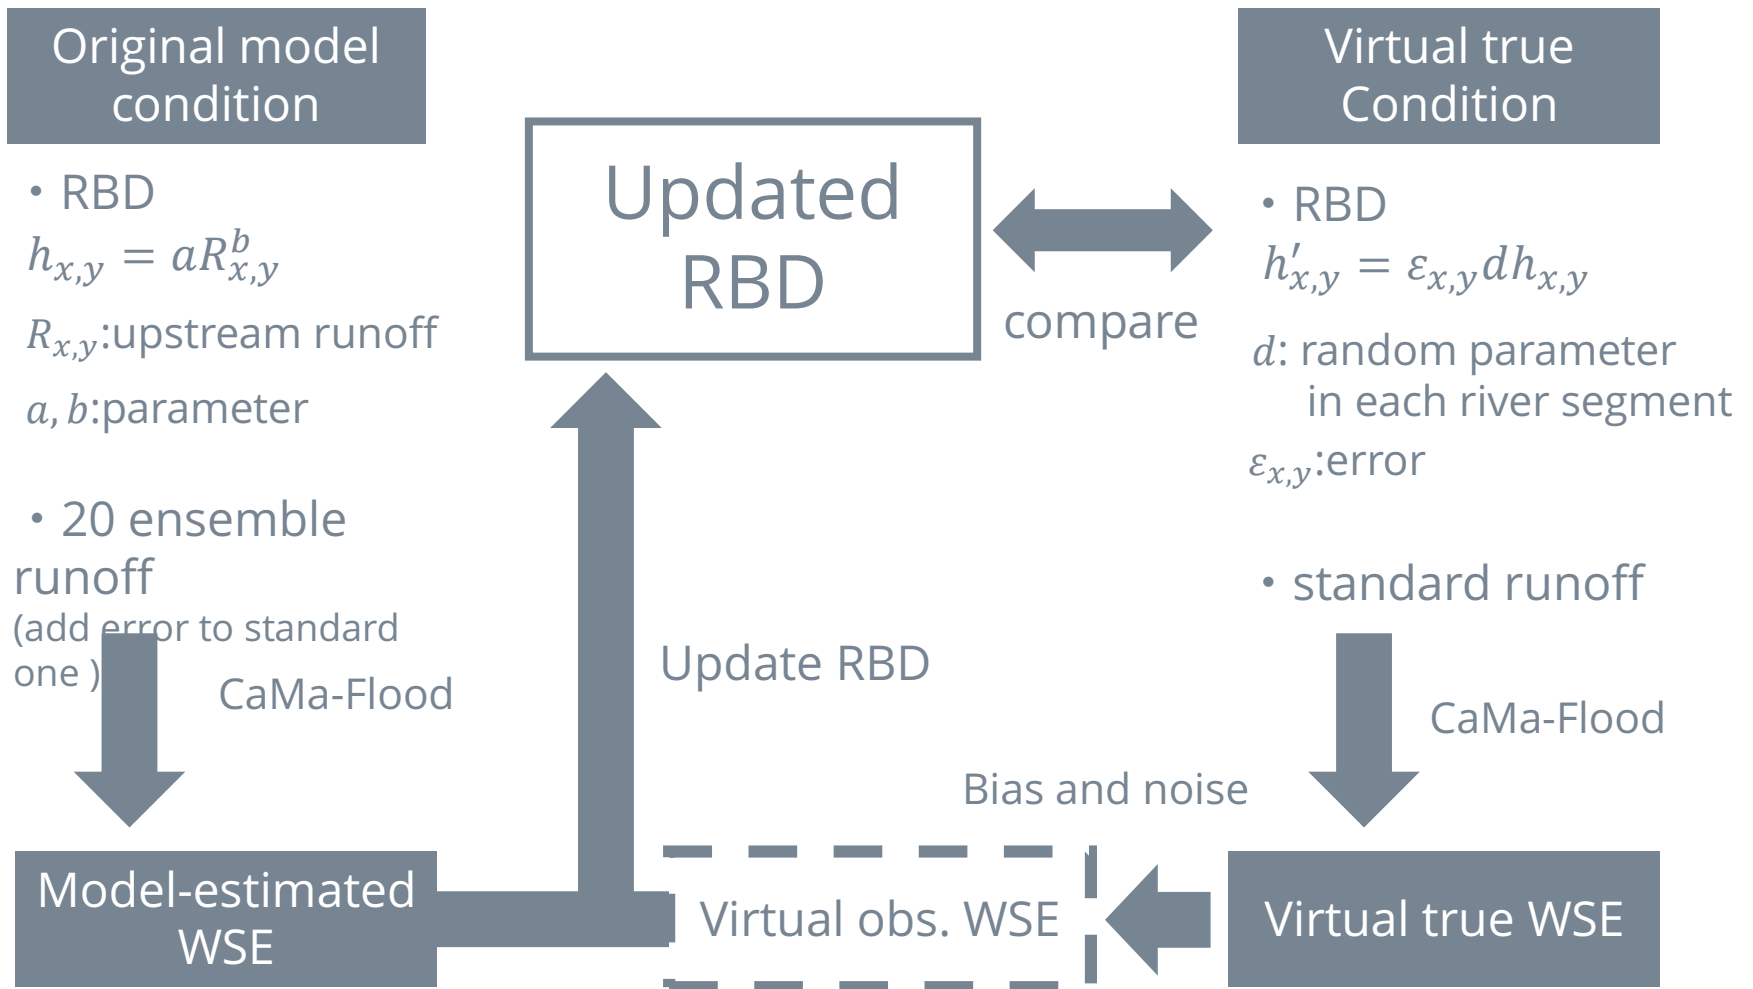 Original model
condition
・RBD
h_{x,y} = aR^b_{x,y}
R_{x,y}:upstream runoff
a, b:parameter
・20 ensemble
runoff
(add error to standard
one )
CaMa-Flood
Model-estimated
WSE
Updated
RBD
compare
Update RBD
Bias and noise
Virtual obs. WSE
Virtual true
Condition
・RBD
h′_{x,y} = ε_{x,y}dh_{x,y}
d: random parameter
in each river segment
ε_{x,y}:error
・standard runoff
CaMa-Flood
Virtual true WSE